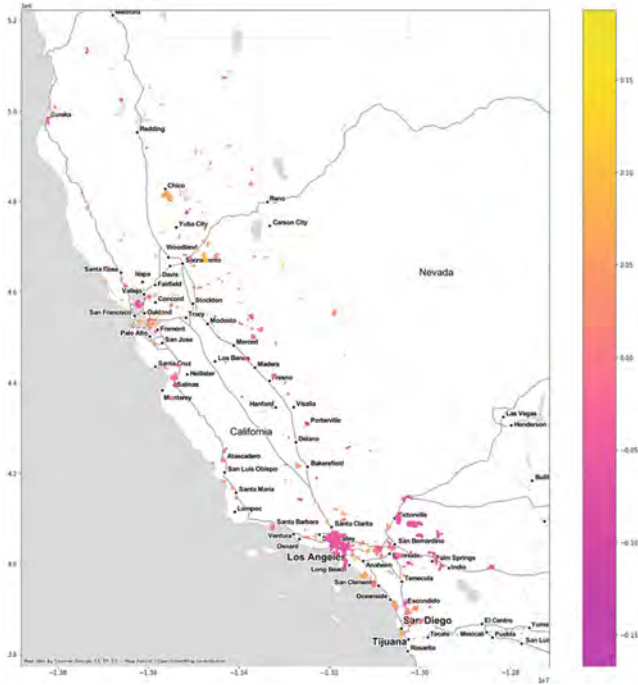 1e6
5.2
Redding
Eureka
5.0
Chico
4.8
Reno
Yuba City
Carson City
Woodland
Sacramento
Santa Rosa
Napa
Davis
Nevada
Fairfield
Vallejo
4.6
Concord
Stockton
San Francisco
Oakland
Tracy
Modesto
Palo Alto
Fremont
San Jose
Merced
Los Banos
Madera
Santa Cruz
Fresno
4.4
Hollister
Salinas
Monterey
Hanford
Visalia
Las Vegas
Henderson
Porterville
California
Delano
Atascadero
Bakersfield
4.2
San Luis Obispo
Santa Maria
Lompoc
Santa Barbara
Santa Clarita
Victorville
Ventura
Oxnard
San Bernardino
Los Angeles
Riverside
Palm Springs
4.0
Long Beach
Anaheim
Indio
San Clement
Temecula
Oceanside
Escondido
San Diego
El Centro
Yuma
Tijuana
Tecate
Mexicali
Puebla
San Luis
Rosarito
3.8
−1.38
−1.36
−1.34
−1.32
−1.30
−1.28
1e7
0.15
0.10
0.05
0.00
−0.05
−0.10
−0.15